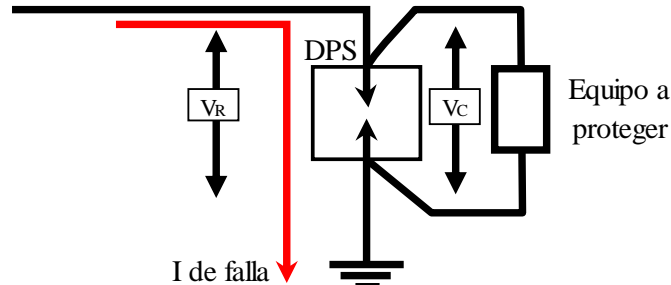 DPS
VR
VC
Equipo a
proteger
I de falla